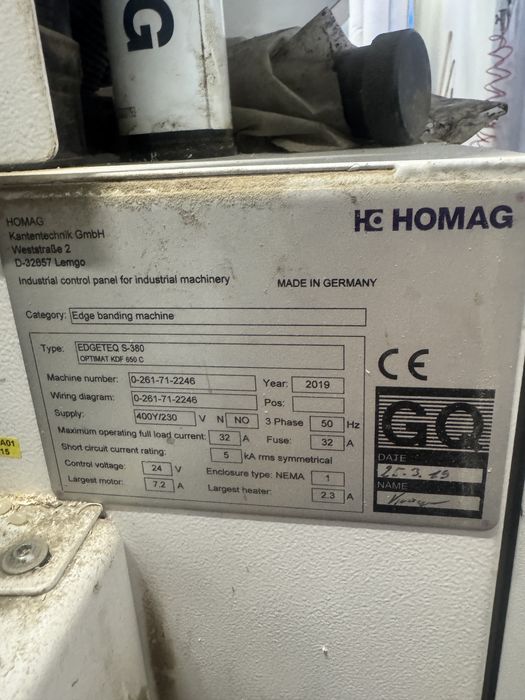 G
HOMAG
Kantentechnik GmbH
Weststraße 2
D-32657 Lemgo
HOMAG
Industrial control panel for industrial machinery MADE IN GERMANY
Category: Edge banding machine
Type: EDGETEQ S-380
OPTIMAT KDF 650 C
Machine number: 0-261-71-2246 Year: 2019
Wiring diagram: 0-261-71-2246 Pos:
Supply: 400Y/230 V N NO 3 Phase 50 Hz
Maximum operating full load current: 32 A Fuse: 32 A
Short circuit current rating: 5 kA rms symmetrical
Control voltage: 24 V Enclosure type: NEMA 1
Largest motor: 7.2 A Largest heater: 2.3 A
CE
GQ
DATE
25.3.19
NAME
A01
15